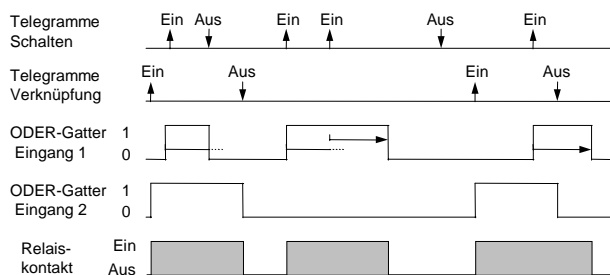 Telegramme
Schalten
Ein Aus Ein Ein Aus Ein
Telegramme
Verknüpfung
Ein Aus Ein Aus
ODER-Gatter 1
Eingang 1 0
ODER-Gatter 1
Eingang 2 0
Relais- Ein
kontakt Aus